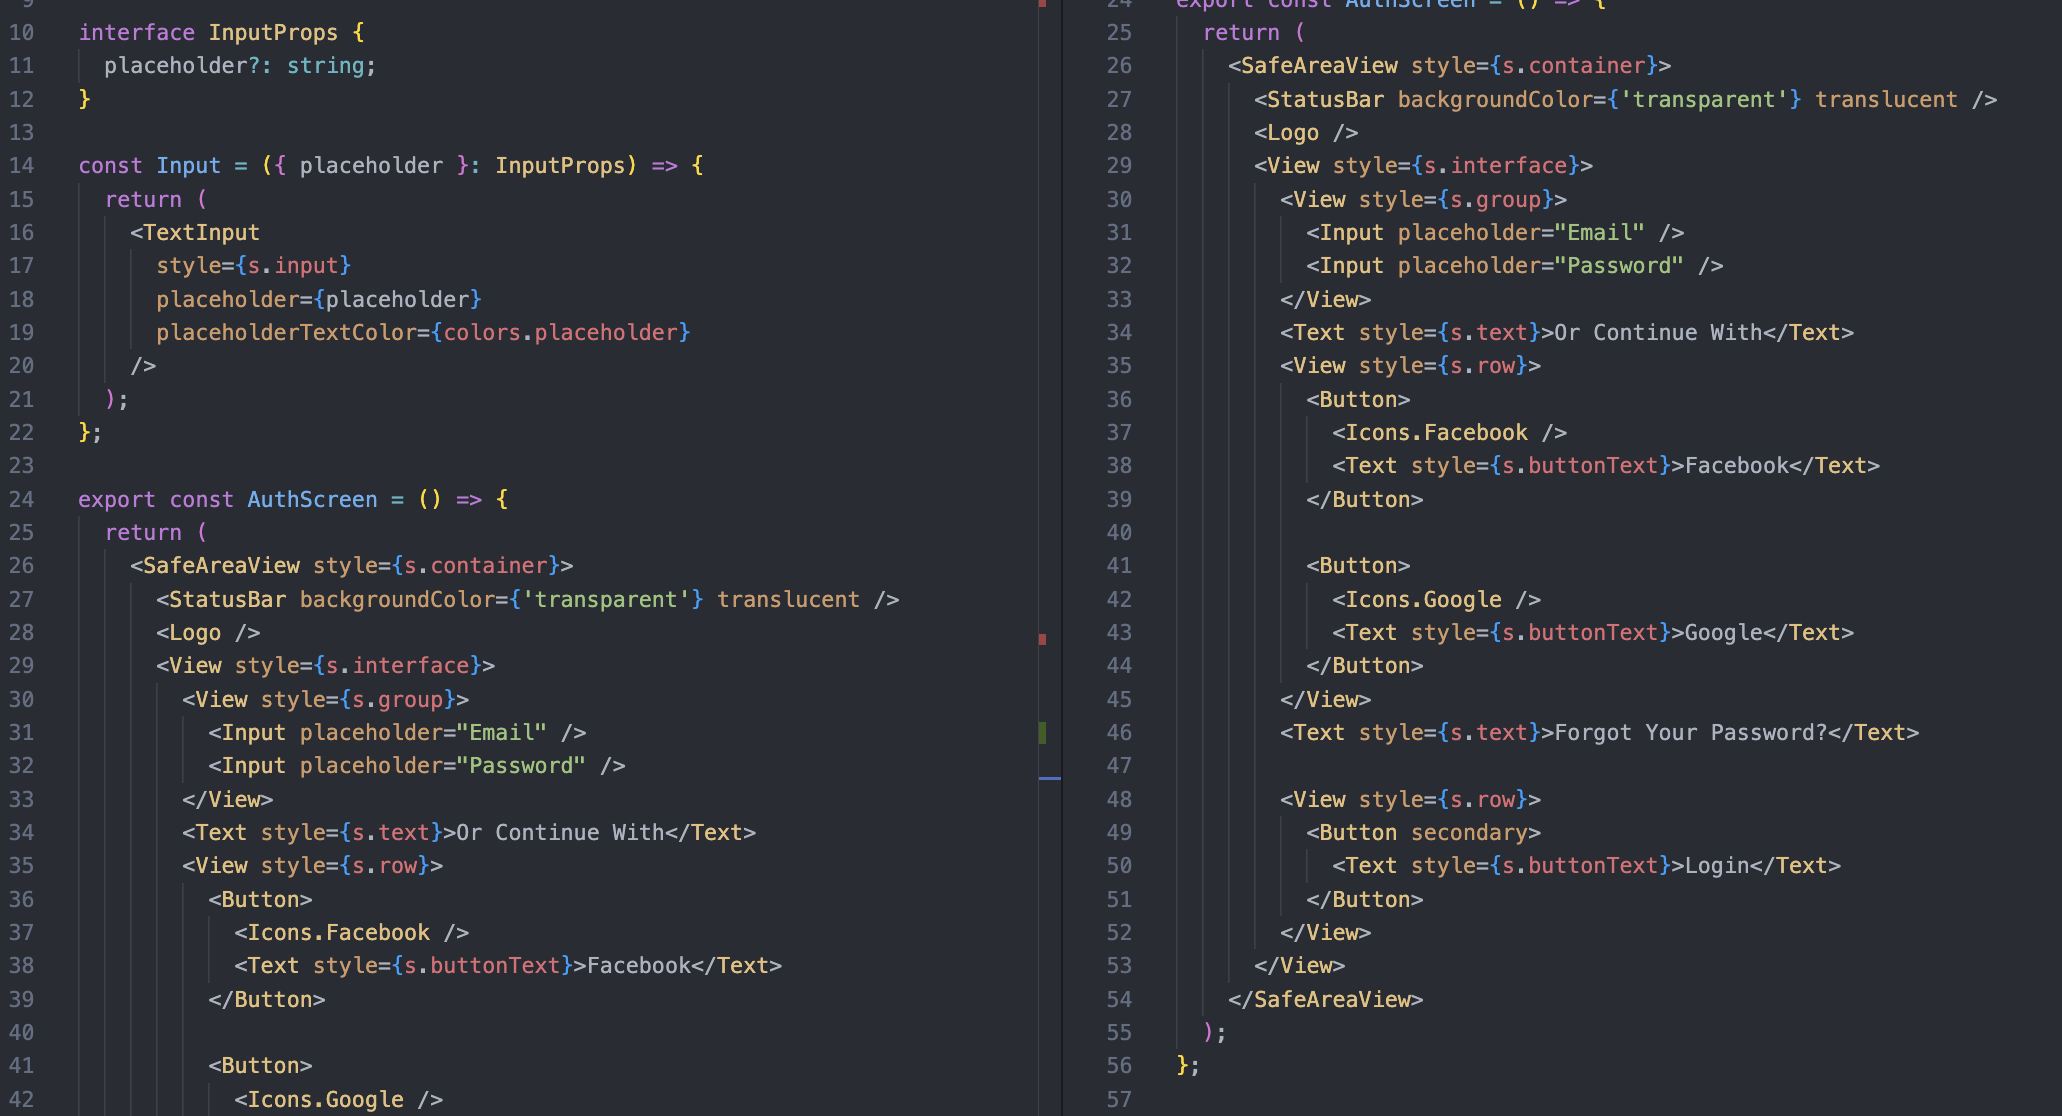 9
10 interface InputProps {
11   placeholder?: string;
12 }
13
14 const Input = ({ placeholder }: InputProps) => {
15   return (
16     <TextInput
17       style={s.input}
18       placeholder={placeholder}
19       placeholderTextColor={colors.placeholder}
20     />
21   );
22 };
23
24 export const AuthScreen = () => {
25   return (
26     <SafeAreaView style={s.container}>
27       <StatusBar backgroundColor={'transparent'} translucent />
28       <Logo />
29       <View style={s.interface}>
30         <View style={s.group}>
31           <Input placeholder="Email" />
32           <Input placeholder="Password" />
33         </View>
34         <Text style={s.text}>Or Continue With</Text>
35         <View style={s.row}>
36           <Button>
37             <Icons.Facebook />
38             <Text style={s.buttonText}>Facebook</Text>
39           </Button>
40
41           <Button>
42             <Icons.Google />
24 export const AuthScreen = () => {
25   return (
26     <SafeAreaView style={s.container}>
27       <StatusBar backgroundColor={'transparent'} translucent />
28       <Logo />
29       <View style={s.interface}>
30         <View style={s.group}>
31           <Input placeholder="Email" />
32           <Input placeholder="Password" />
33         </View>
34         <Text style={s.text}>Or Continue With</Text>
35         <View style={s.row}>
36           <Button>
37             <Icons.Facebook />
38             <Text style={s.buttonText}>Facebook</Text>
39           </Button>
40
41           <Button>
42             <Icons.Google />
43             <Text style={s.buttonText}>Google</Text>
44           </Button>
45         </View>
46         <Text style={s.text}>Forgot Your Password?</Text>
47
48         <View style={s.row}>
49           <Button secondary>
50             <Text style={s.buttonText}>Login</Text>
51           </Button>
52         </View>
53       </View>
54     </SafeAreaView>
55   );
56 };
57